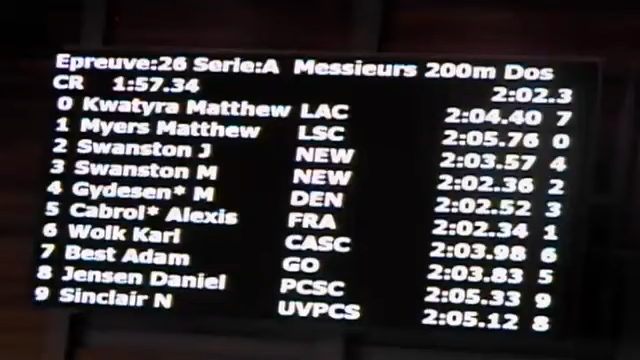 Epreuve:26 Serie:A Messieurs 200m Dos
CR 1:57.34 2:02.3
0 Kwatyra Matthew LAC 2:04.40 7
1 Myers Matthew LSC 2:05.76 0
2 Swanston J NEW 2:03.57 4
3 Swanston M NEW 2:02.36 2
4 Gydesen* M DEN 2:02.52 3
5 Cabrol* Alexis FRA 2:02.34 1
6 Wolk Karl CASC 2:03.98 6
7 Best Adam GO 2:03.83 5
8 Jensen Daniel PCSC 2:05.33 9
9 Sinclair N UVPCS 2:05.12 8